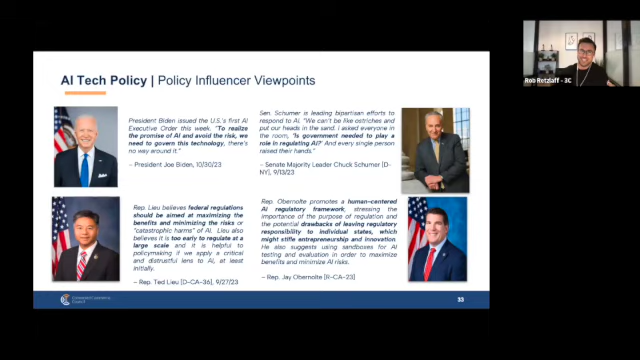 Rob Retzlaff - 3C
AI Tech Policy | Policy Influencer Viewpoints
President Biden issued the U.S.'s first AI
Executive Order this week. "To realize
the promise of AI and avoid the risk, we
need to govern this technology, there's
no way around it."
– President Joe Biden, 10/30/23
Sen. Schumer is leading bipartisan efforts to
respond to AI. "We can't be like ostriches and
put our heads in the sand. I asked everyone
in the room, 'Is government needed to play a
role in regulating AI?' And every single person
raised their hands."
– Senate Majority Leader Chuck Schumer [D-
NY], 9/13/23
Rep. Lieu believes federal regulations
should be aimed at maximizing the
benefits and minimizing the risks or
"catastrophic harms" of AI. Lieu also
believes it is too early to regulate at a
large scale and it is helpful to
policymaking if we apply a critical and
distrustful lens to AI, at least
initially.
– Rep. Ted Lieu [D-CA-36], 9/27/23
Rep. Obernolte promotes a human-centered
AI regulatory framework, stressing the
importance of the purpose of regulation and
the potential drawbacks of leaving regulatory
responsibility to individual states, which
might stifle entrepreneurship and innovation.
He also suggests using sandboxes for AI
testing and evaluation in order to maximize
benefits and minimize AI risks.
– Rep. Jay Obernolte [R-CA-23]
Connected Commerce
Council
33